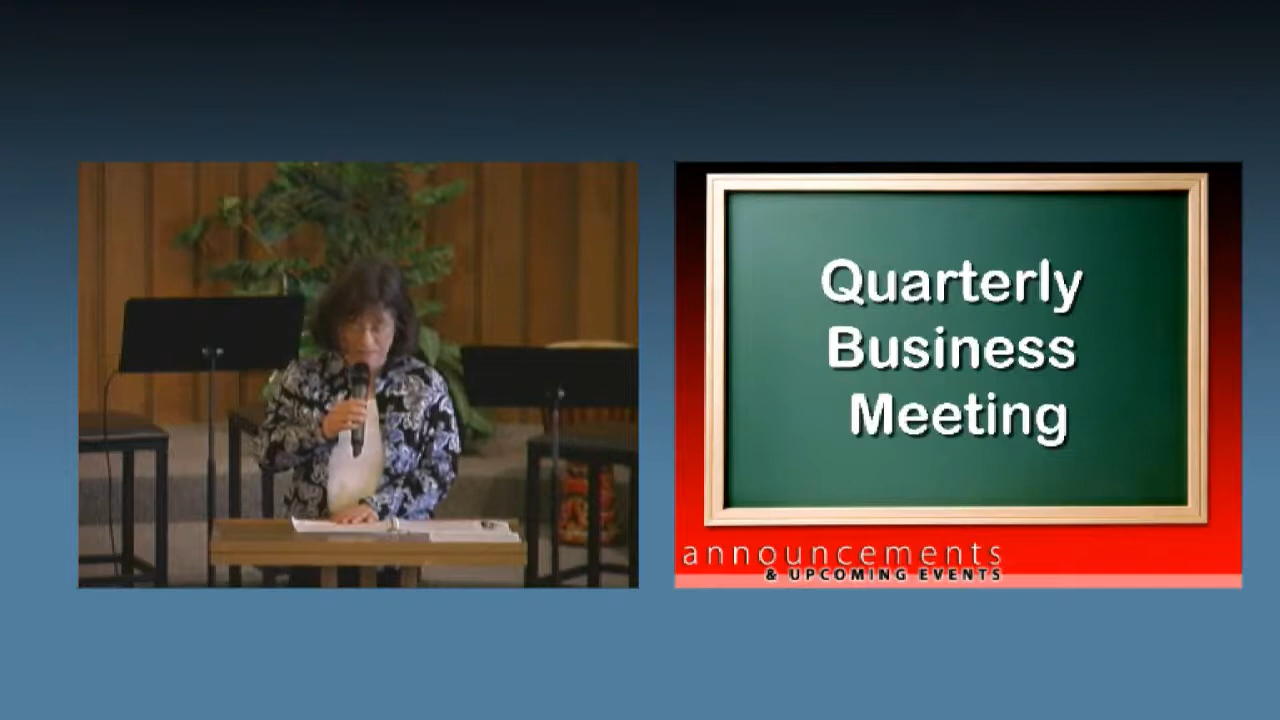 Quarterly
Business
Meeting
announcements
& UPCOMING EVENTS